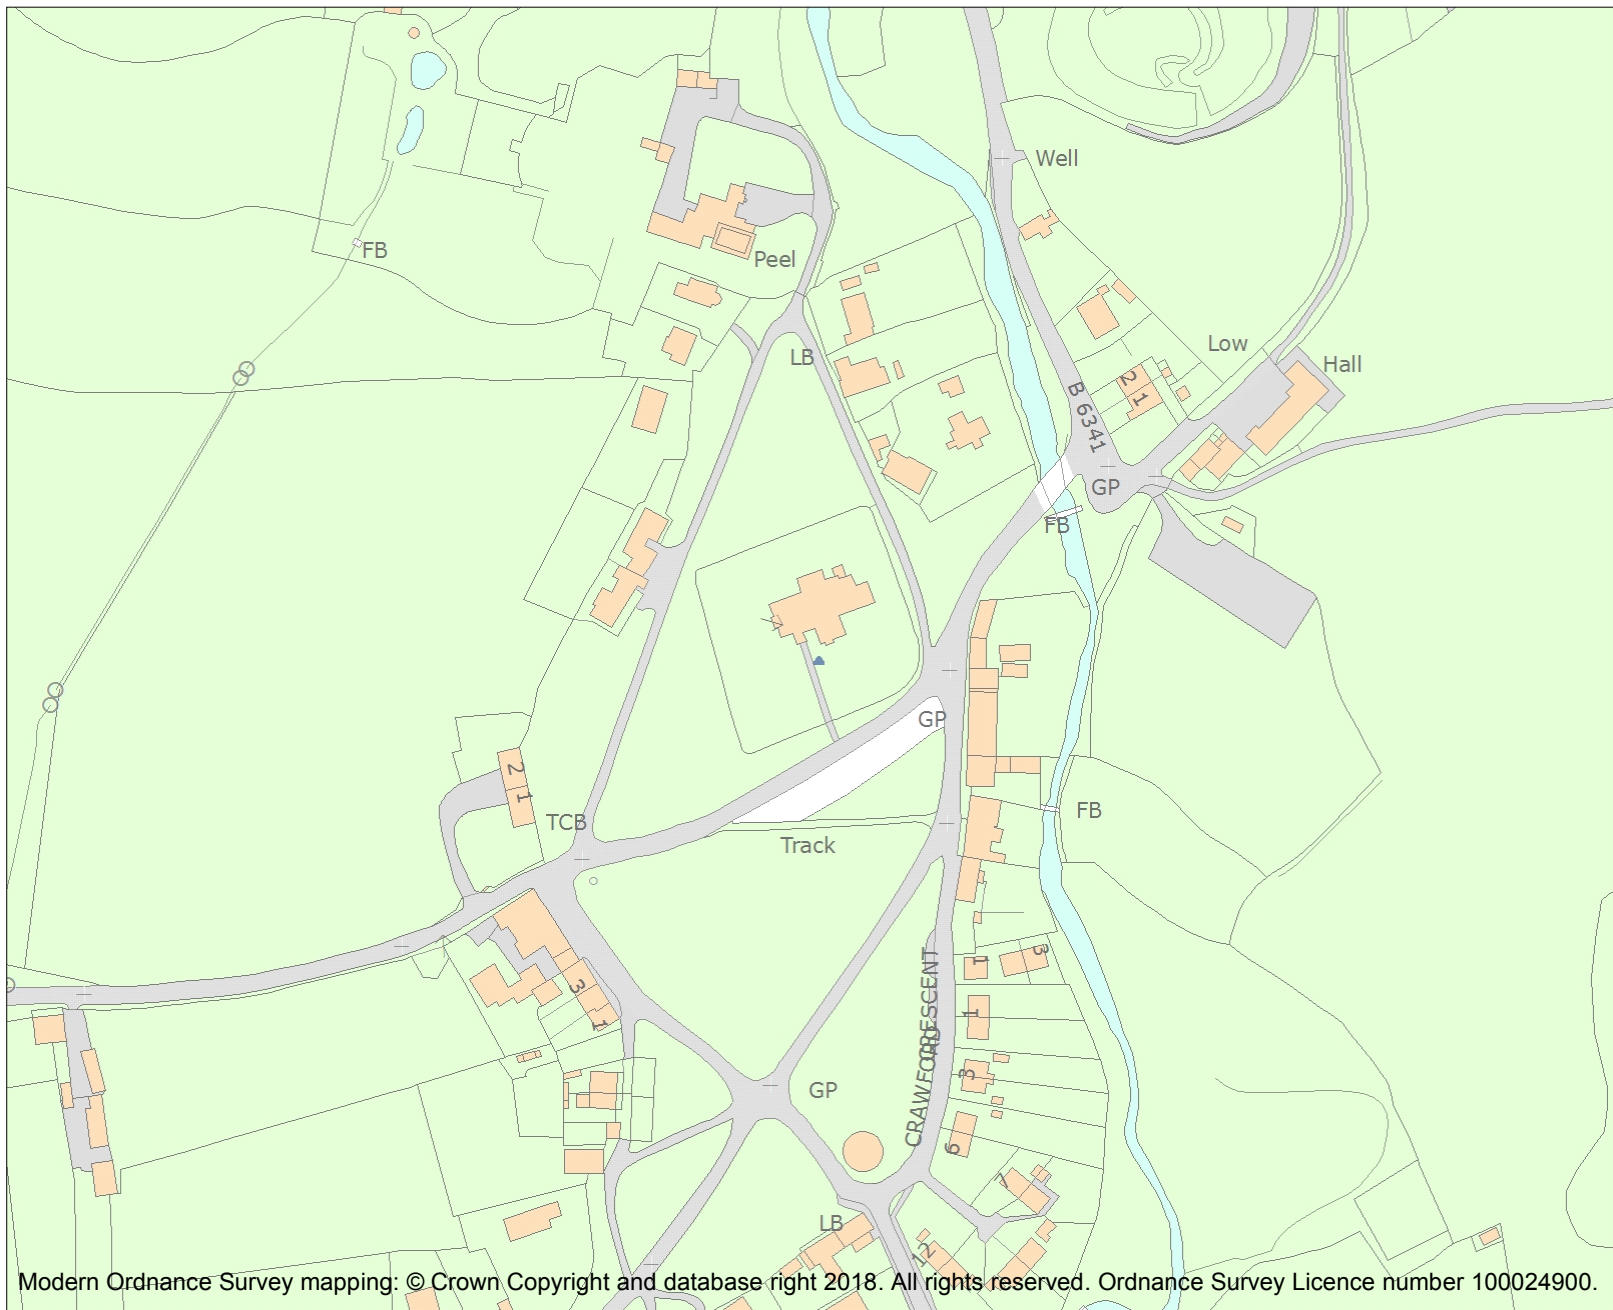 Well
FB
Peel
LB
Low
Hall
B 6341
2
1
GP
FB
GP
2
1
TCB
FB
Track
3
1
CRAWFORD
CRESCENT
1
3
1
3
6
GP
7
LB
12
Modern Ordnance Survey mapping: © Crown Copyright and database right 2018. All rights reserved. Ordnance Survey Licence number 100024900.